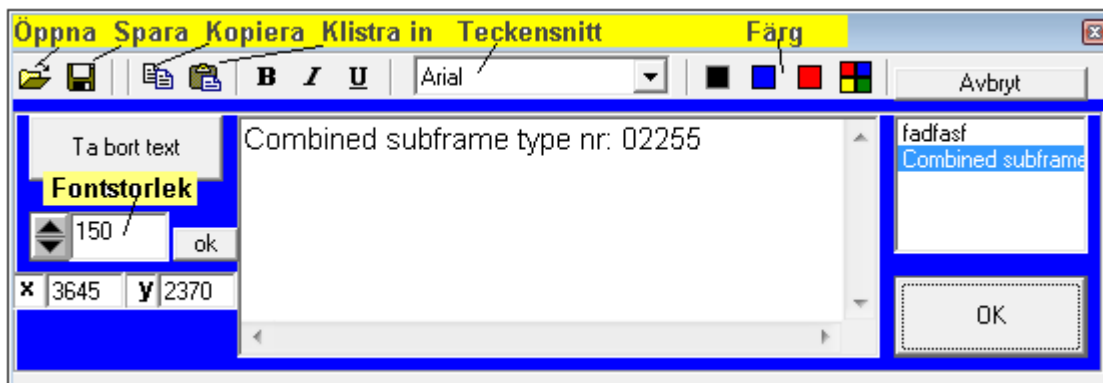 Öppna Spara Kopiera Klistra in Teckensnitt Färg
B I U Arial Avbryt
Ta bort text
Combined subframe type nr: 02255
fadfasf
Combined subframe
Fontstorlek
150 ok
x 3645 y 2370
OK